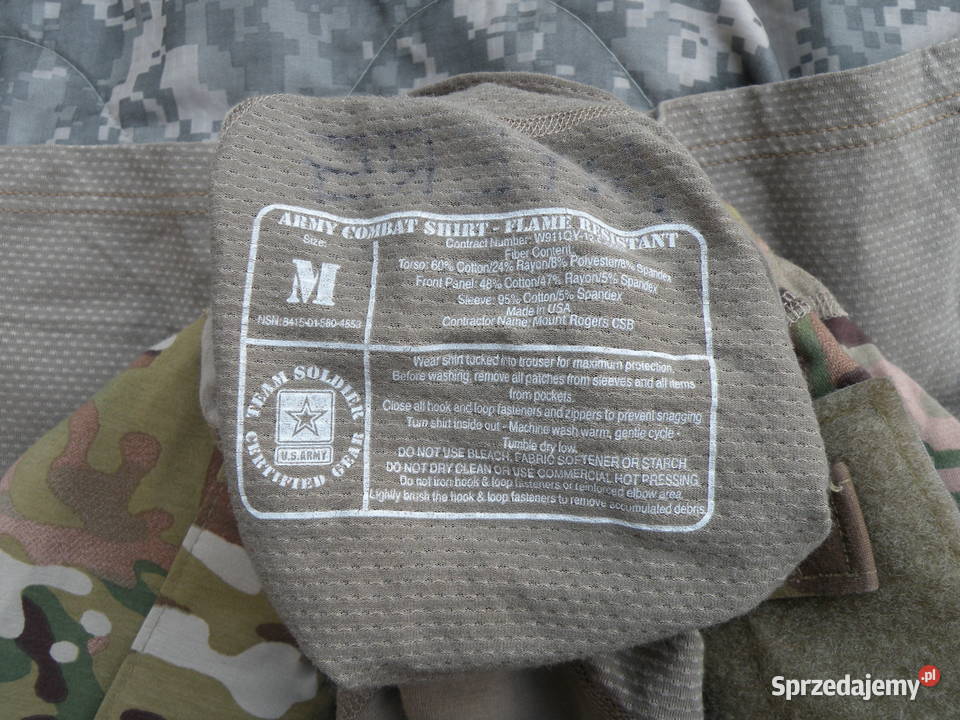 ARMY COMBAT SHIRT - FLAME RESISTANT
Size:
M
NSN: 8415-01-580-4553
Contract Number: W911QY-
Fiber Content
Torso: 60% Cotton/24% Rayon/8% Polyester/8% Spandex
Front Panel: 48% Cotton/47% Rayon/5% Spandex
Sleeve: 95% Cotton/5% Spandex
Made in USA
Contractor Name: Mount Rogers CSB
TEAM SOLDIER
U.S. ARMY
CERTIFIED GEAR
Wear shirt tucked into trouser for maximum protection.
Before washing, remove all patches from sleeves and all items
from pockets.
Close all hook and loop fasteners and zippers to prevent snagging
Turn shirt inside out - Machine wash warm, gentle cycle -
Tumble dry low.
DO NOT USE BLEACH, FABRIC SOFTENER OR STARCH.
DO NOT DRY CLEAN OR USE COMMERCIAL HOT PRESSING.
Do not iron hook & loop fasteners or reinforced elbow area.
Lightly brush the hook & loop fasteners to remove accumulated debris.
Sprzedajemy.pl